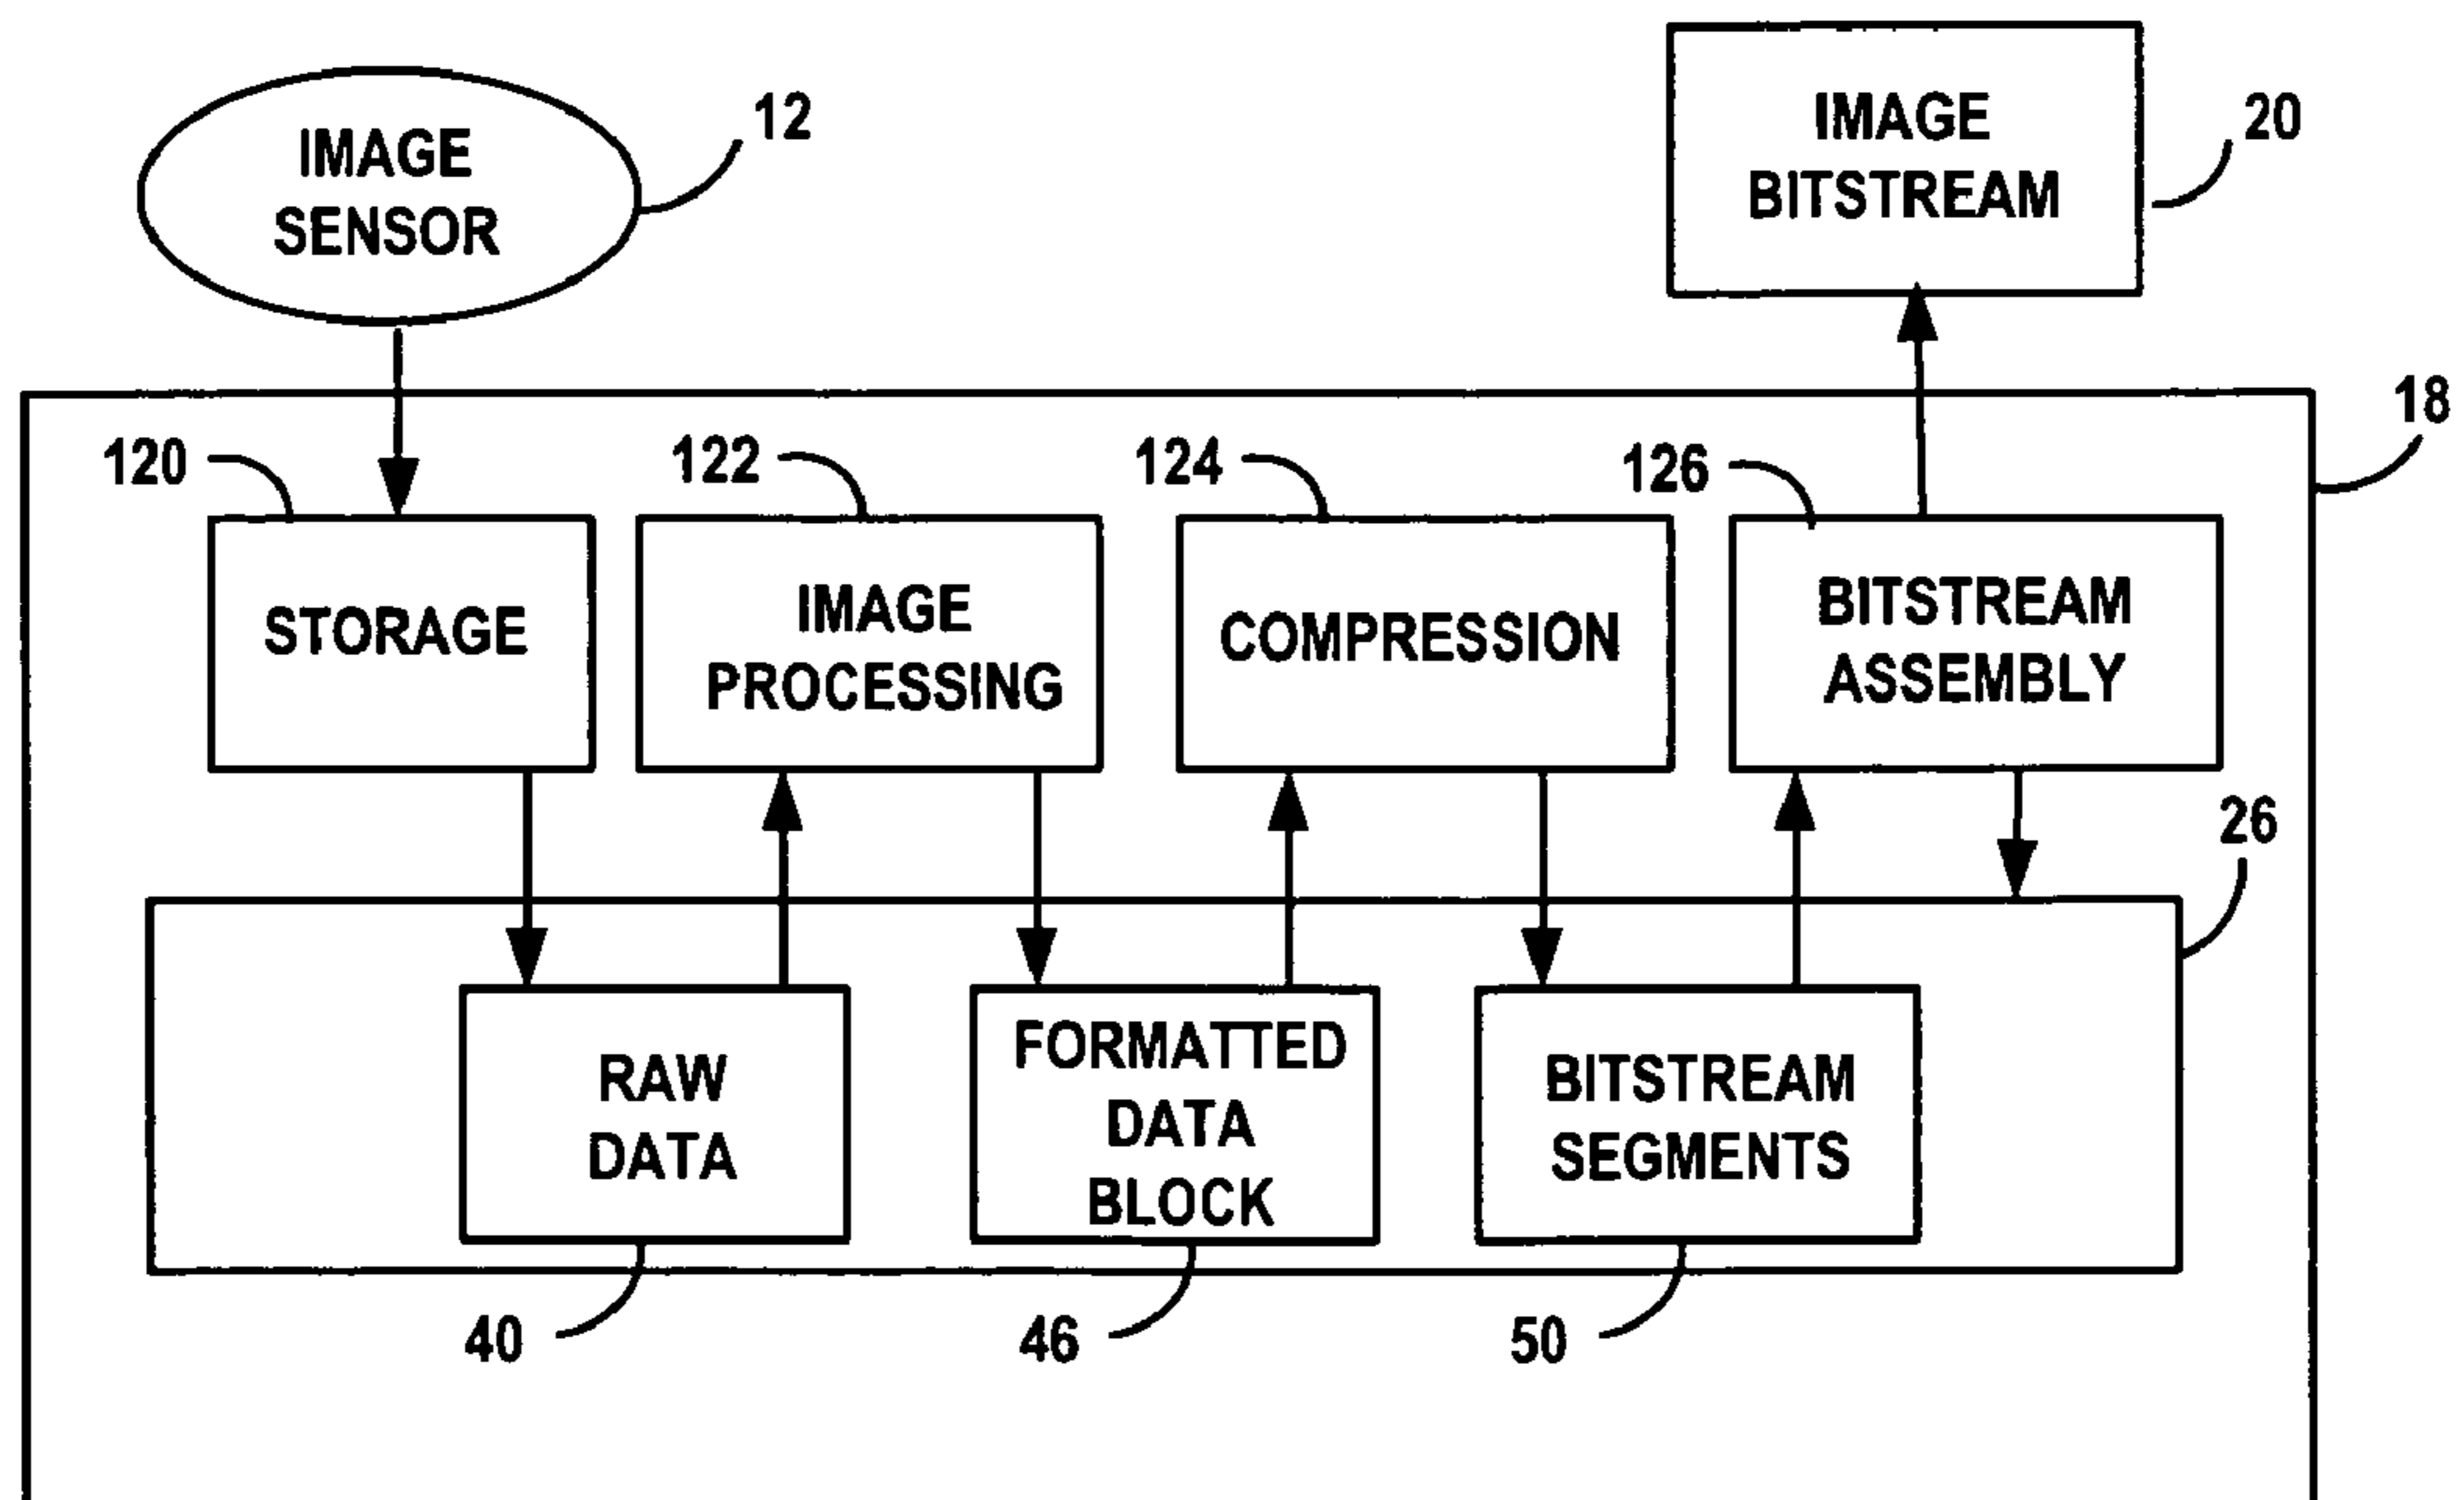 IMAGE
SENSOR
12
IMAGE
BITSTREAM
20
18
120
122
124
126
STORAGE
IMAGE
PROCESSING
COMPRESSION
BITSTREAM
ASSEMBLY
26
RAW
DATA
FORMATTED
DATA
BLOCK
BITSTREAM
SEGMENTS
40
46
50